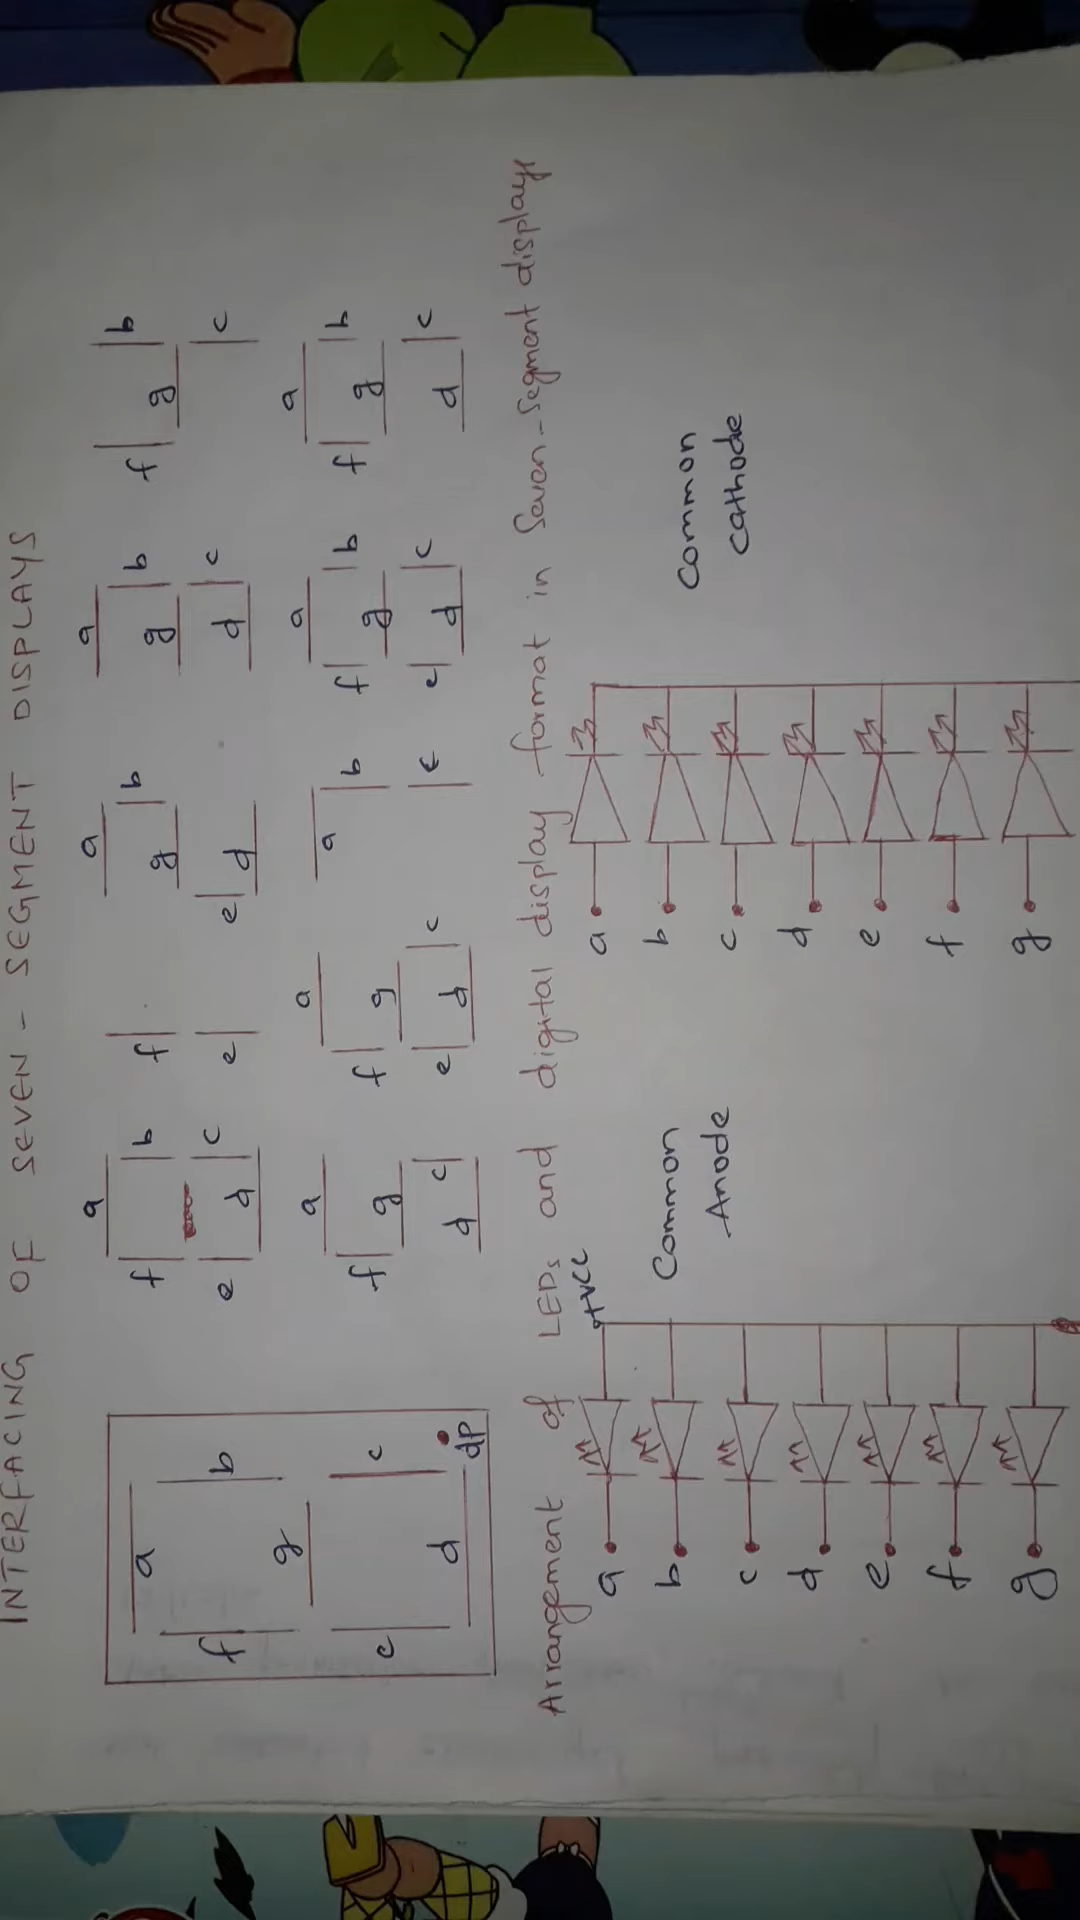 INTERFACING OF SEVEN - SEGMENT DISPLAYS
a a a
a f b f b b f b
g g g
f b e d c e e d d c c
g a a a a a
f g f g b f g b f g b
c c d c e d c c e d c d c
d dP
Arrangement of LEDs and digital display format in Seven-Segment displays
+VCC
a a
b Common b Common
c Anode c cathode
d d
e e
f f
g g